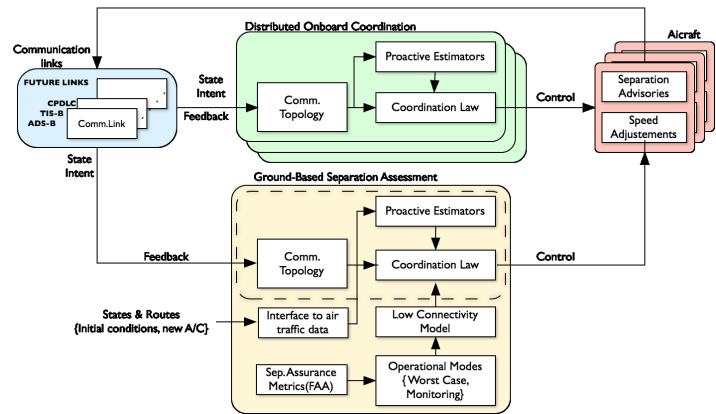 Distributed Onboard Coordination
Aicraft
Communication
links
FUTURE LINKS
CPDLC
TIS-B
ADS-B
Comm.Link
State
Intent
Feedback
Comm.
Topology
Proactive Estimators
Coordination Law
Control
Separation
Advisories
Speed
Adjustements
State
Intent
Ground-Based Separation Assessment
Feedback
Comm.
Topology
Proactive Estimators
Coordination Law
Control
States & Routes
{Initial conditions, new A/C}
Interface to air
traffic data
Low Connectivity
Model
Sep.Assurance
Metrics(FAA)
Operational Modes
{Worst Case,
Monitoring}